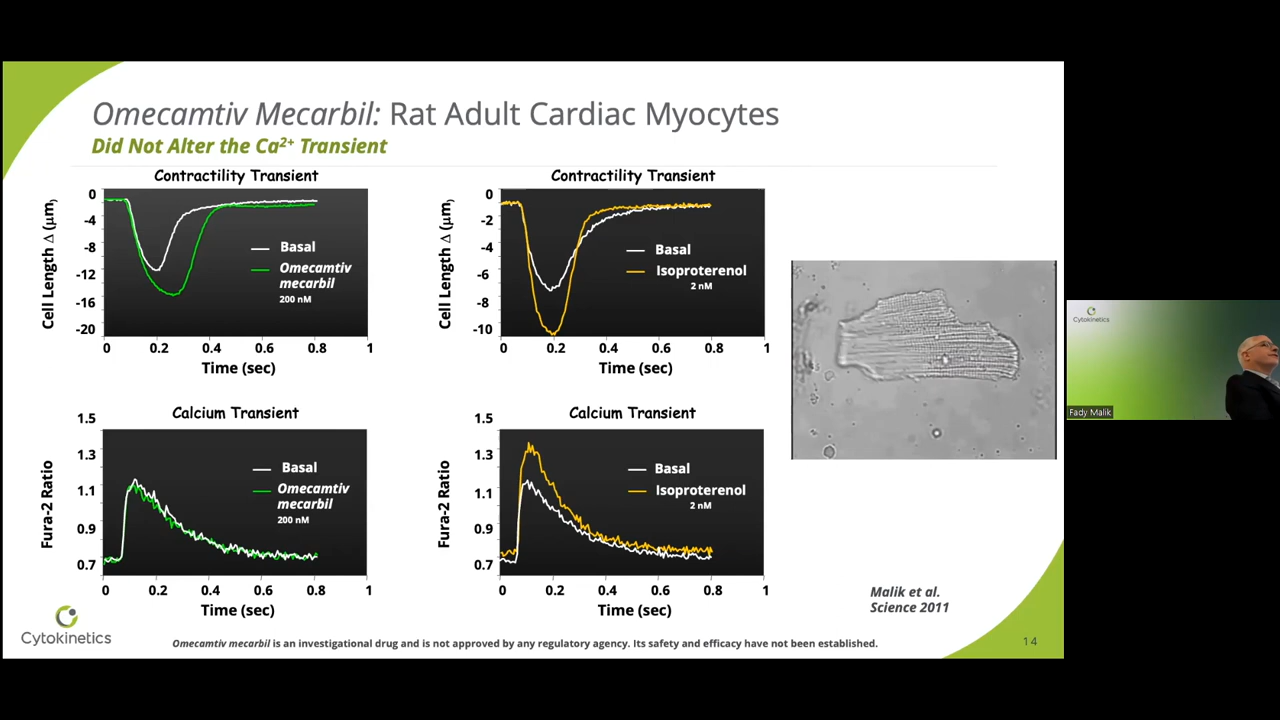 Omecamtiv Mecarbil: Rat Adult Cardiac Myocytes
Did Not Alter the Ca²⁺ Transient
Contractility Transient
Cell Length Δ (μm)
0
-4
-8
-12
-16
-20
Basal
Omecamtiv
mecarbil
200 nM
0 0.2 0.4 0.6 0.8 1
Time (sec)
Contractility Transient
Cell Length Δ (μm)
0
-2
-4
-6
-8
-10
Basal
Isoproterenol
2 nM
0 0.2 0.4 0.6 0.8 1
Time (sec)
Calcium Transient
Fura-2 Ratio
1.5
1.3
1.1
0.9
0.7
Basal
Omecamtiv
mecarbil
200 nM
0 0.2 0.4 0.6 0.8 1
Time (sec)
Calcium Transient
Fura-2 Ratio
1.5
1.3
1.1
0.9
0.7
Basal
Isoproterenol
2 nM
0 0.2 0.4 0.6 0.8 1
Time (sec)
Malik et al.
Science 2011
Cytokinetics
Omecamtiv mecarbil is an investigational drug and is not approved by any regulatory agency. Its safety and efficacy have not been established.
14
Cytokinetics
Fady Malik